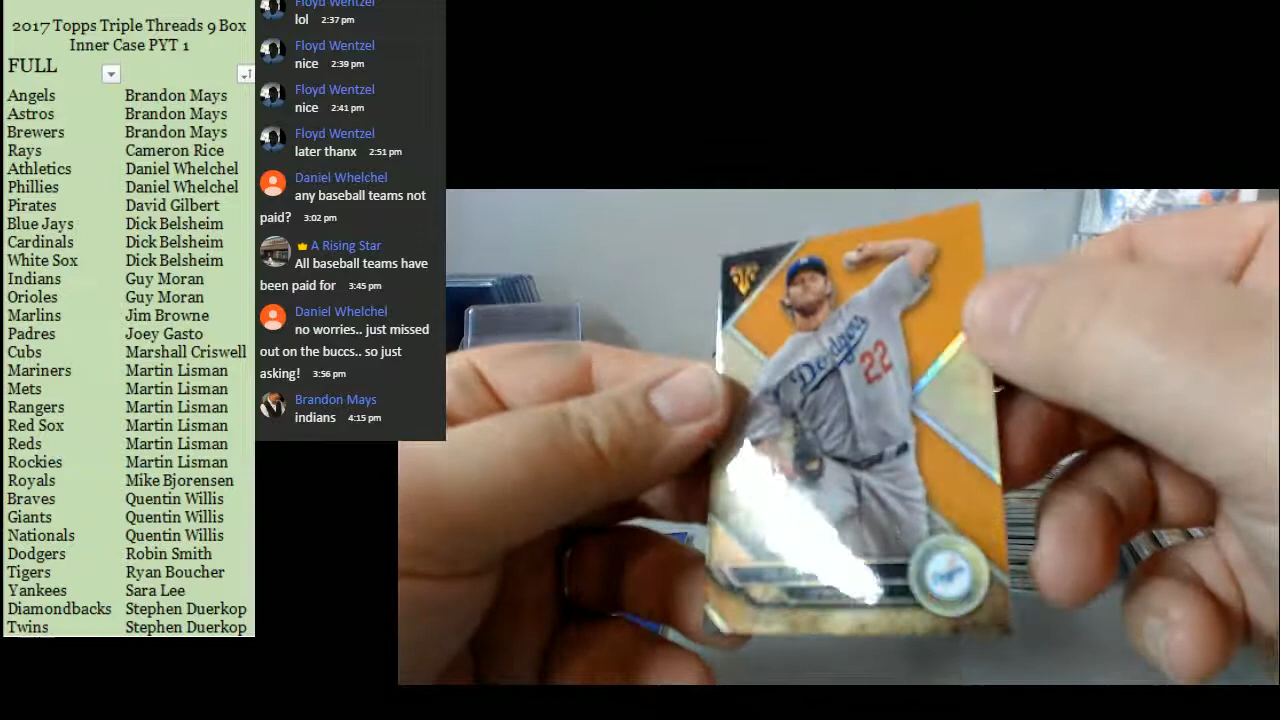 2017 Topps Triple Threads 9 Box
Inner Case PYT 1
FULL
Angels Brandon Mays
Astros Brandon Mays
Brewers Brandon Mays
Rays Cameron Rice
Athletics Daniel Whelchel
Phillies Daniel Whelchel
Pirates David Gilbert
Blue Jays Dick Belsheim
Cardinals Dick Belsheim
White Sox Dick Belsheim
Indians Guy Moran
Orioles Guy Moran
Marlins Jim Browne
Padres Joey Gasto
Cubs Marshall Criswell
Mariners Martin Lisman
Mets Martin Lisman
Rangers Martin Lisman
Red Sox Martin Lisman
Reds Martin Lisman
Rockies Martin Lisman
Royals Mike Bjorensen
Braves Quentin Willis
Giants Quentin Willis
Nationals Quentin Willis
Dodgers Robin Smith
Tigers Ryan Boucher
Yankees Sara Lee
Diamondbacks Stephen Duerkop
Twins Stephen Duerkop
Floyd Wentzel
lol 2:37 pm
Floyd Wentzel
nice 2:39 pm
Floyd Wentzel
nice 2:41 pm
Floyd Wentzel
later thanx 2:51 pm
Daniel Whelchel
any baseball teams not
paid? 3:02 pm
A Rising Star
All baseball teams have
been paid for 3:45 pm
Daniel Whelchel
no worries.. just missed
out on the buccs.. so just
asking! 3:56 pm
Brandon Mays
indians 4:15 pm
Dodgers
22